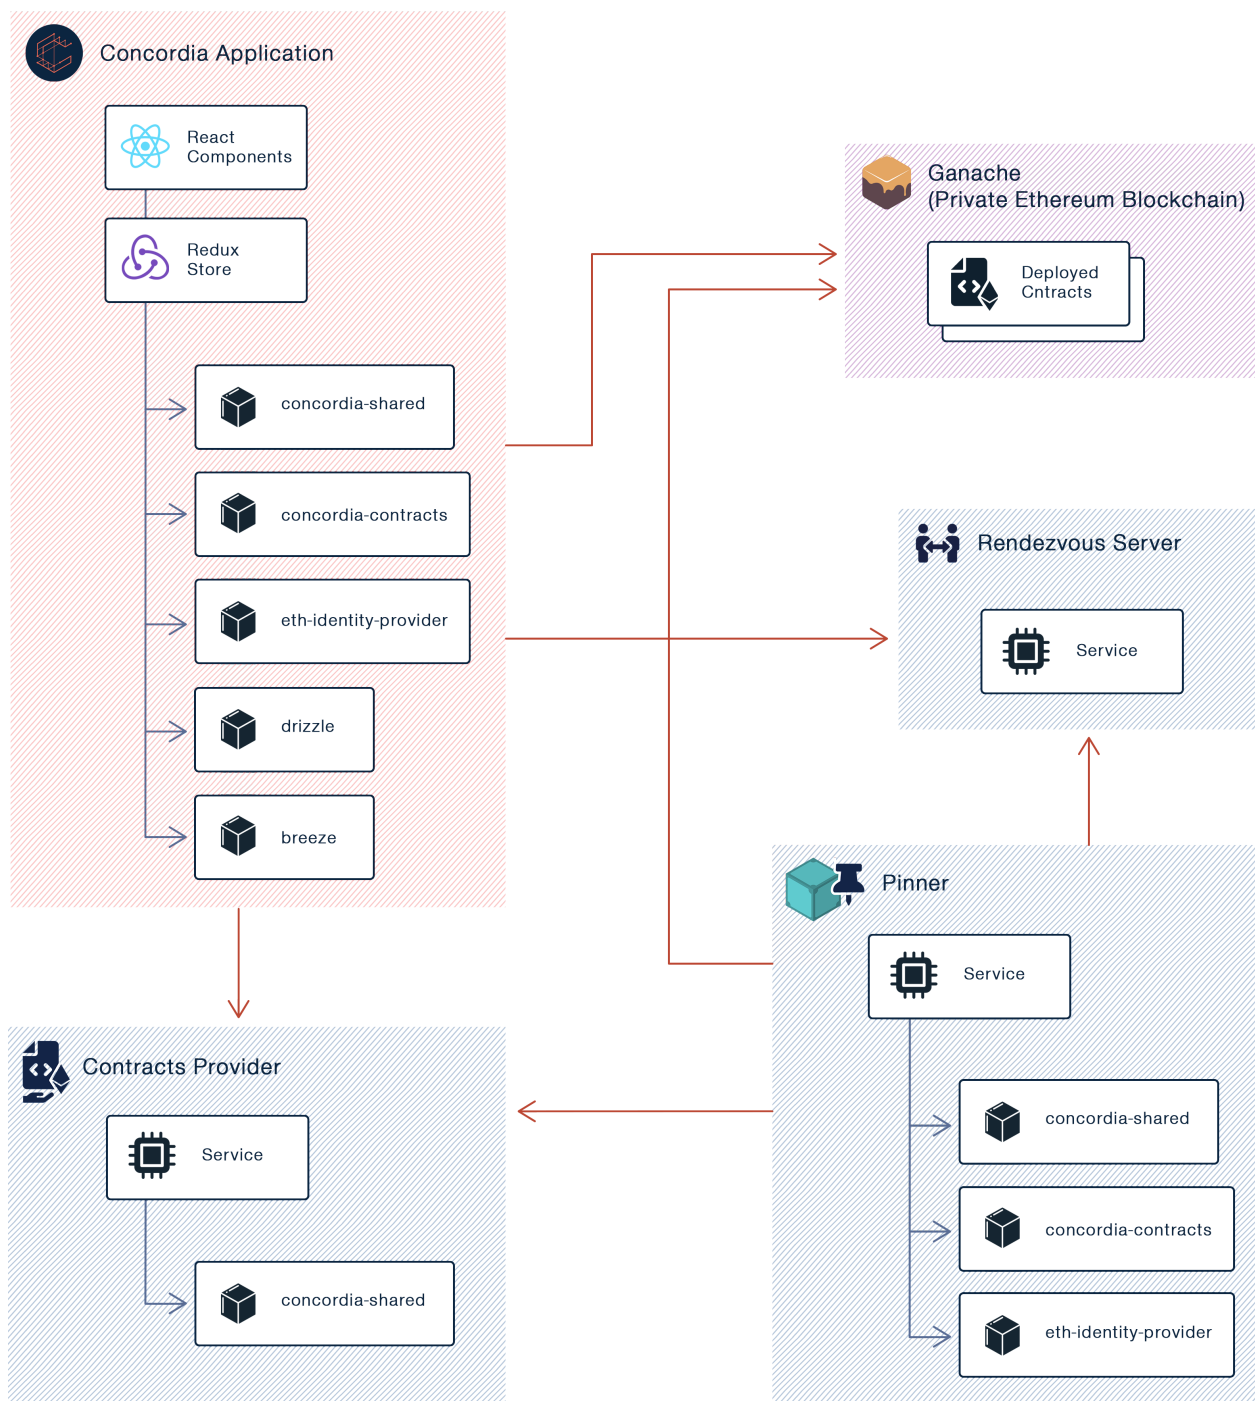 Concordia Application
React
Components
Redux
Store
concordia-shared
concordia-contracts
eth-identity-provider
drizzle
breeze
Ganache
(Private Ethereum Blockchain)
Deployed
Cntracts
Rendezvous Server
Service
Pinner
Service
concordia-shared
concordia-contracts
eth-identity-provider
Contracts Provider
Service
concordia-shared